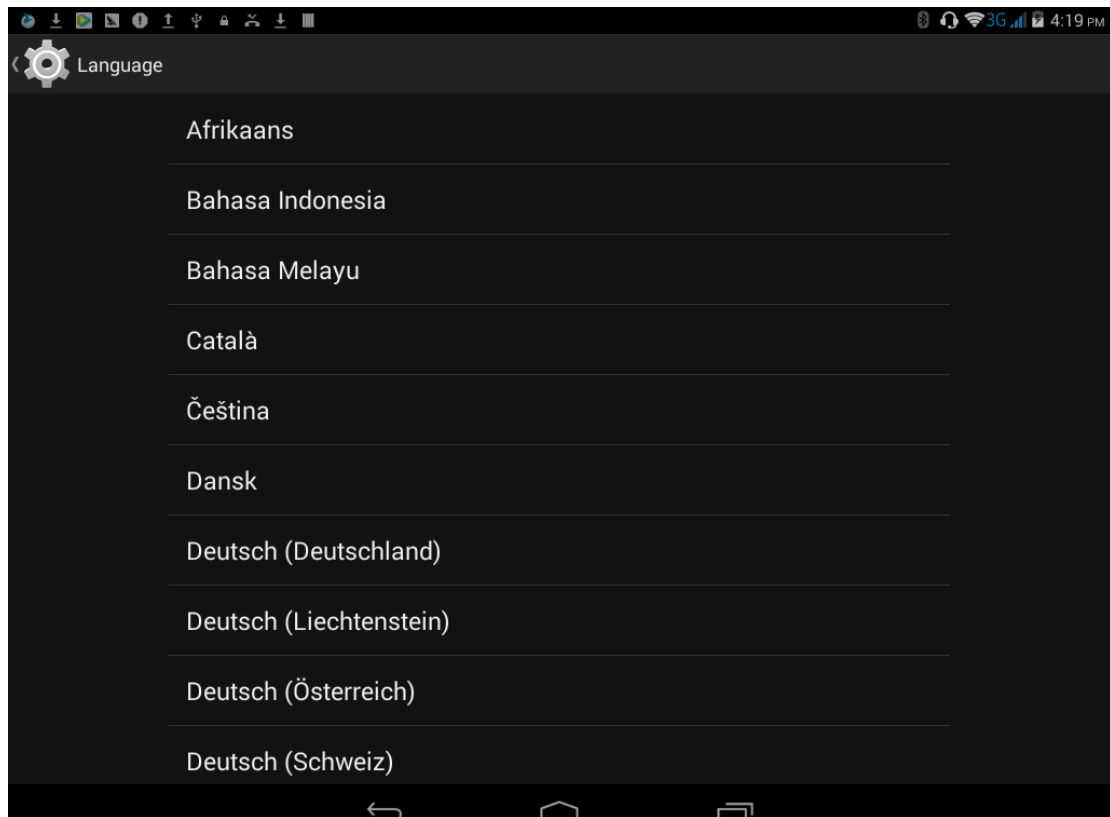 3G 4:19 PM
Language
Afrikaans
Bahasa Indonesia
Bahasa Melayu
Català
Čeština
Dansk
Deutsch (Deutschland)
Deutsch (Liechtenstein)
Deutsch (Österreich)
Deutsch (Schweiz)